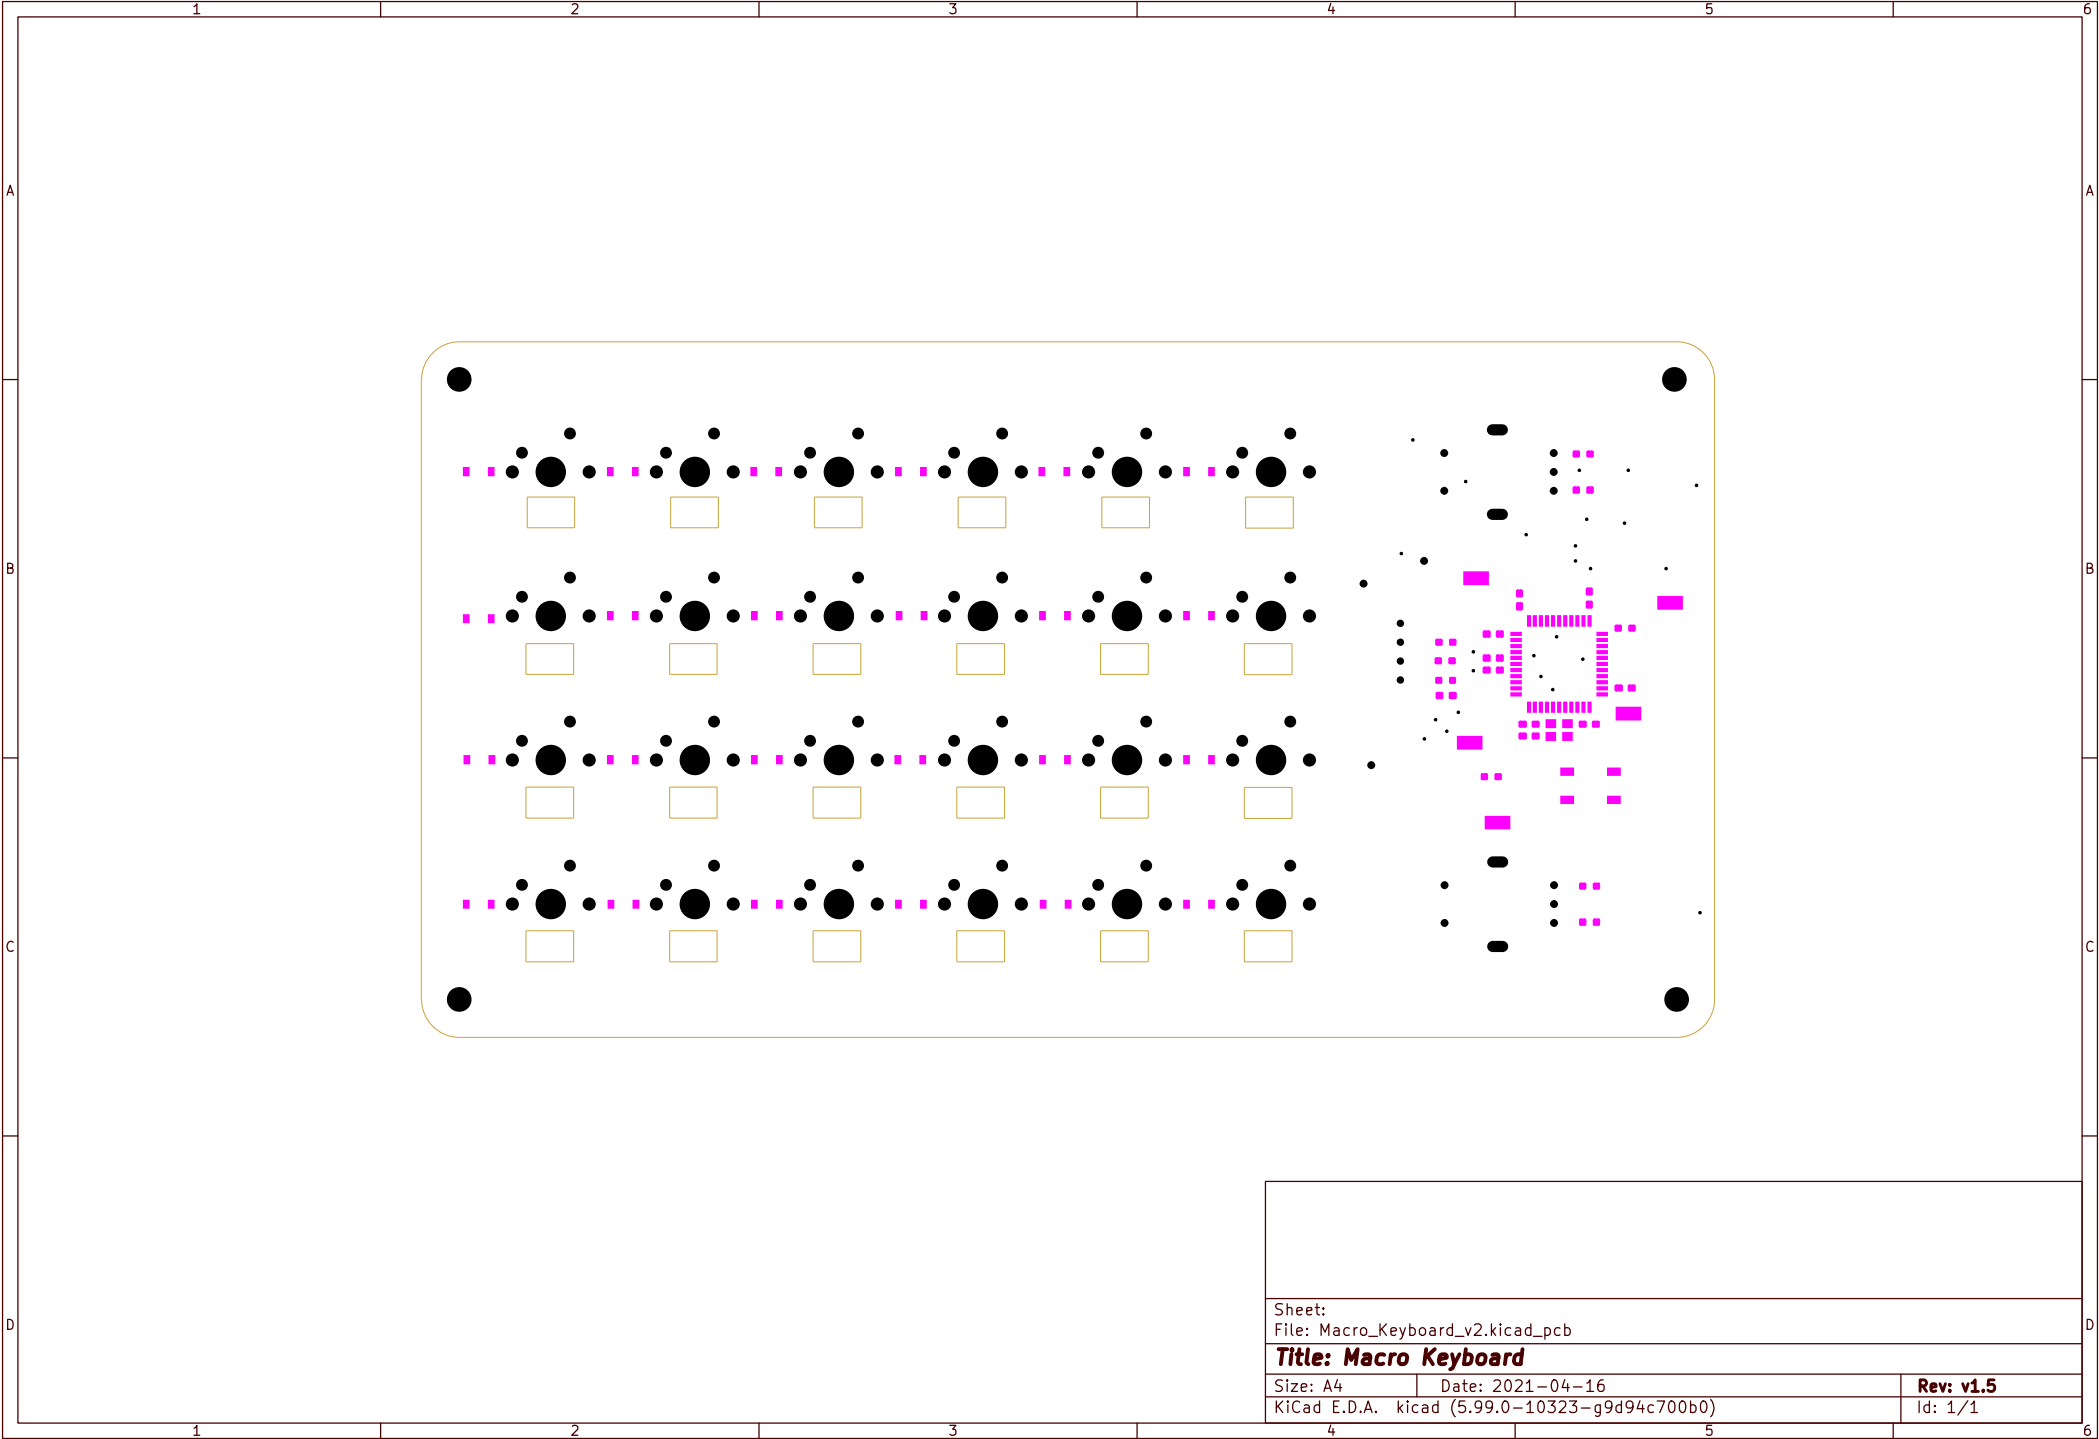 1 2 3 4 5 6
A A
B B
C C
Sheet:
File: Macro_Keyboard_v2.kicad_pcb
D D
Title: Macro Keyboard
Size: A4 Date: 2021-04-16 Rev: v1.5
KiCad E.D.A. kicad (5.99.0-10323-g9d94c700b0) Id: 1/1
1 2 3 4 5 6